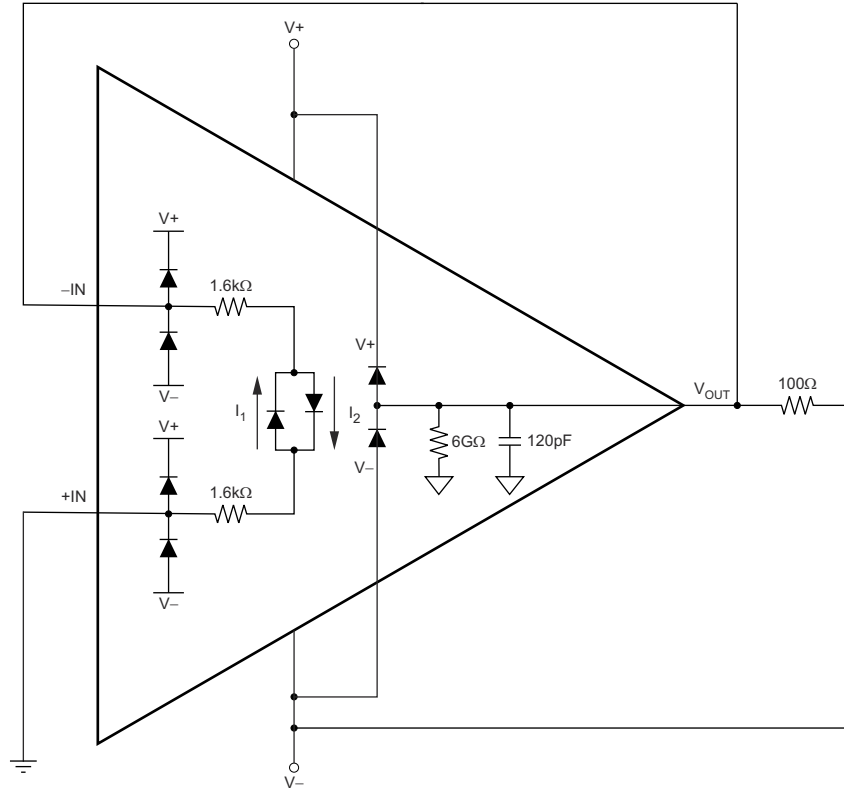 V+
V+
−IN
1.6kΩ
V−
V+
I1
I2
V−
V+
6GΩ
120pF
VOUT
100Ω
+IN
1.6kΩ
V−
V−